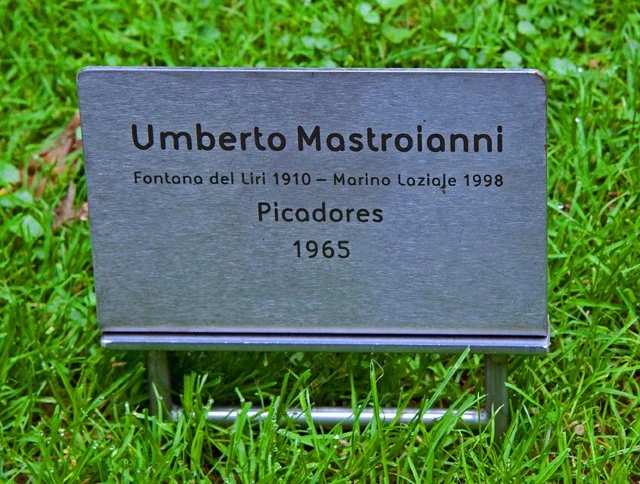 Umberto Mastroianni
Fontana del Liri 1910 – Marino Laziale 1998
Picadores
1965